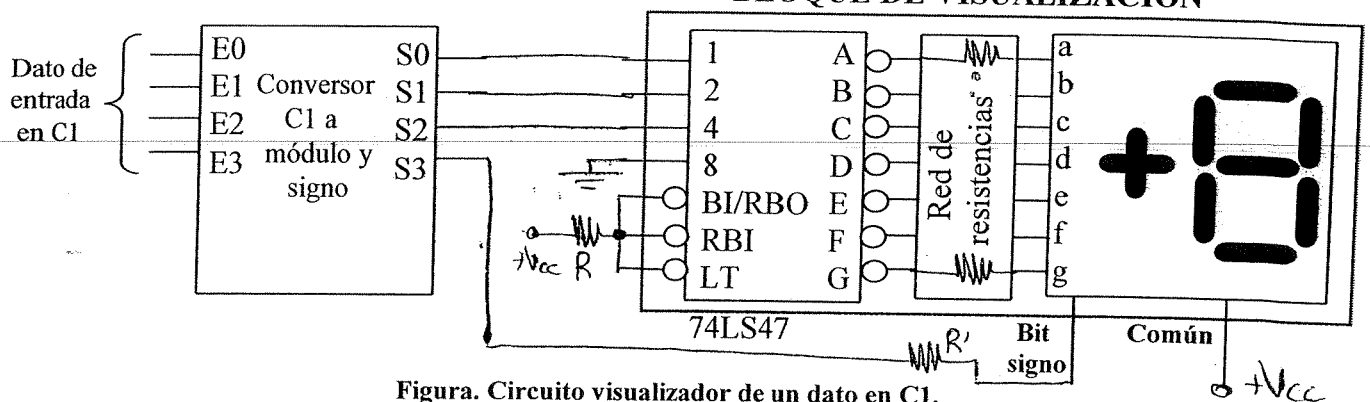 BLOQUE DE VISUALIZACIÓN
Dato de
entrada
en C1
E0
E1
E2
E3
Conversor
C1 a
módulo y
signo
S0
S1
S2
S3
1
2
4
8
BI/RBO
RBI
LT
A
B
C
D
E
F
G
74LS47
+Vcc R
Red de
resistencias
a
b
c
d
e
f
g
R'
Bit
signo
Común
+Vcc
Figura. Circuito visualizador de un dato en C1.